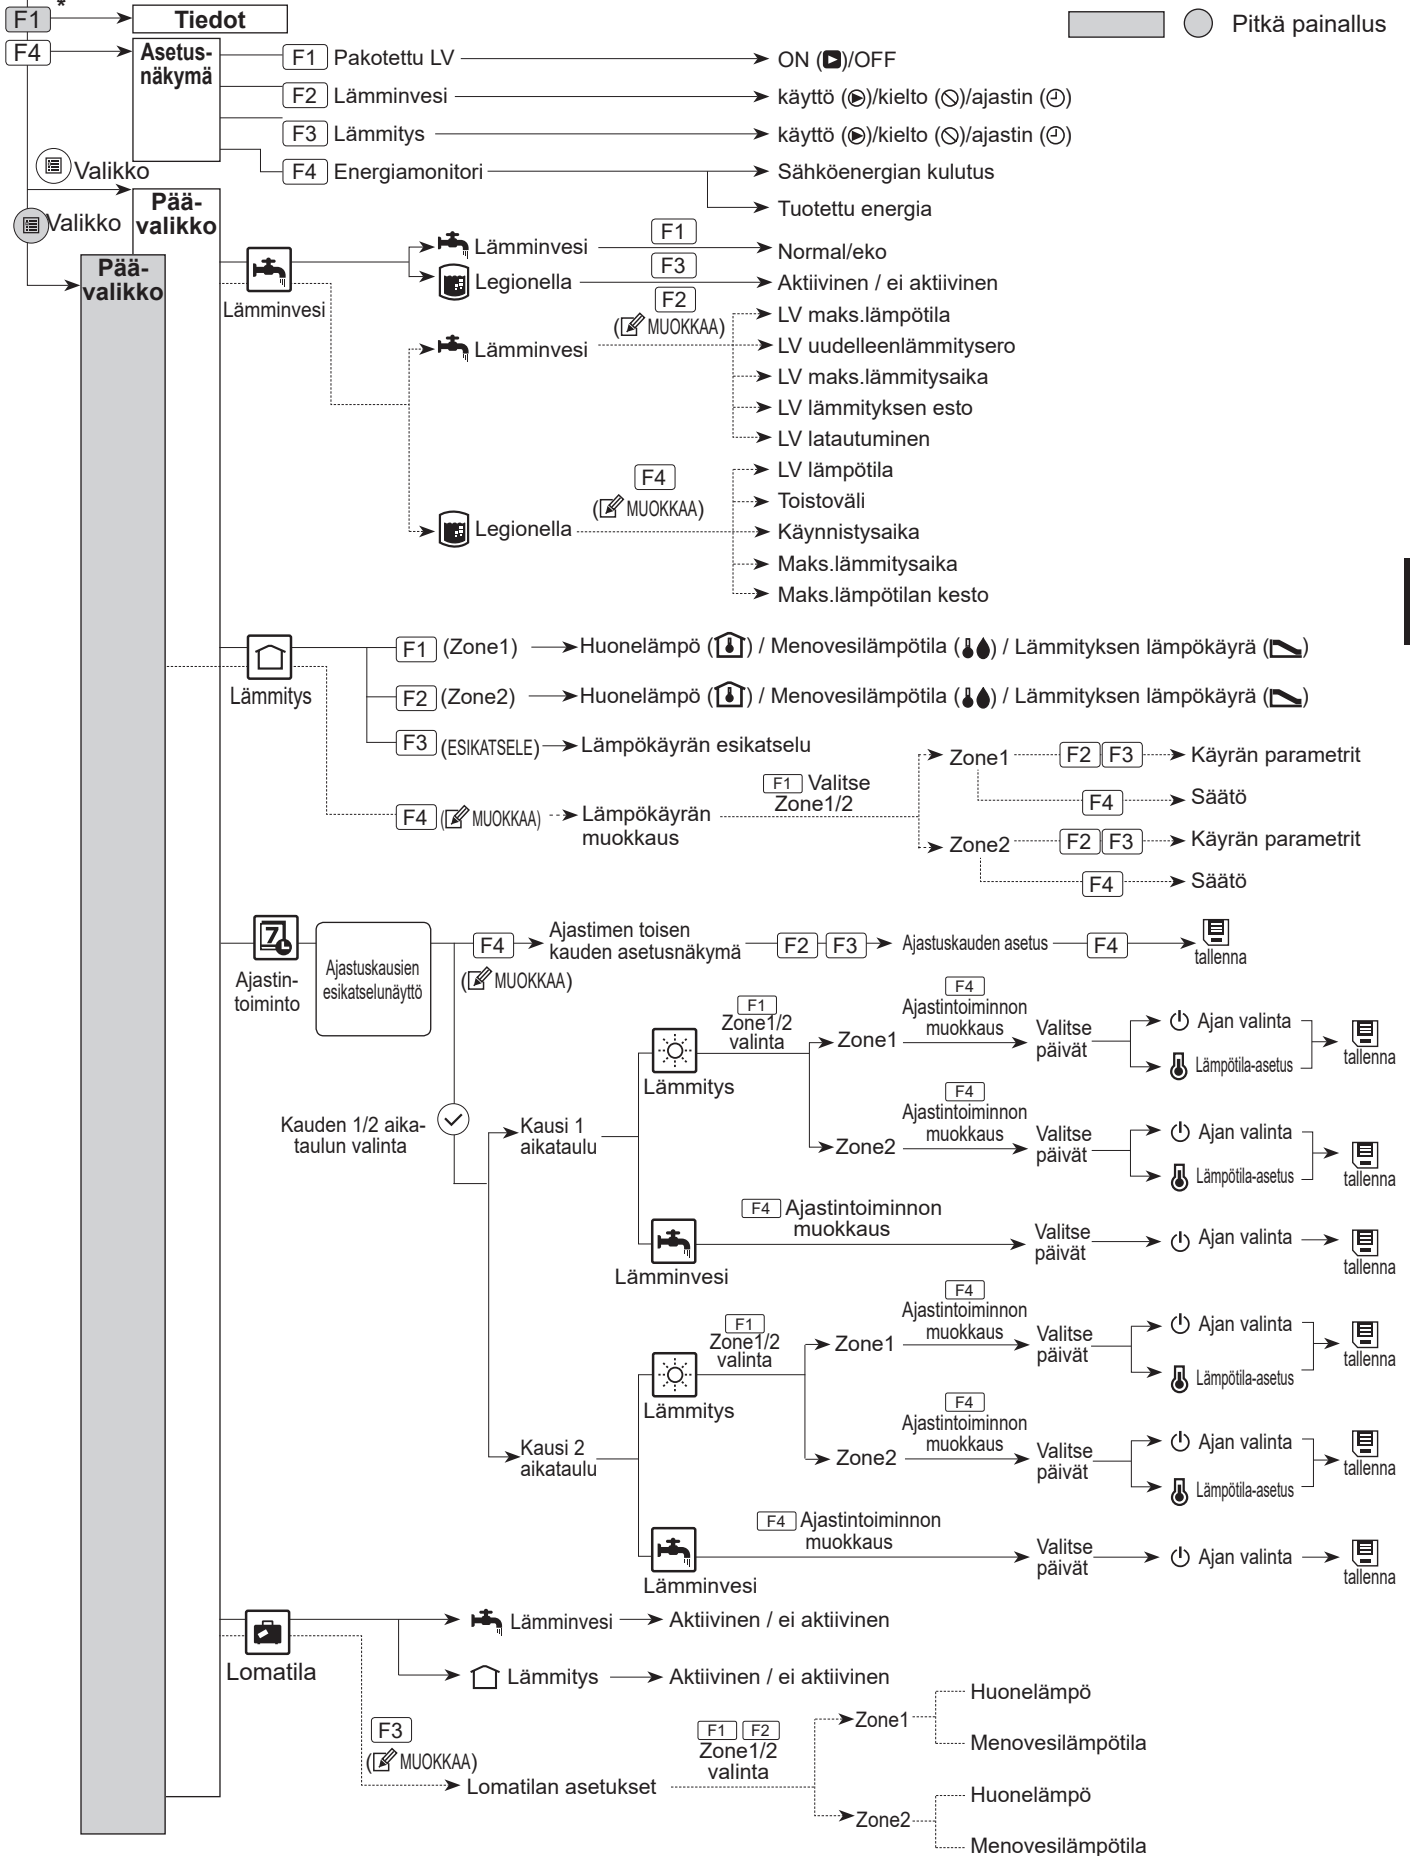 *
F1
Tiedot
Pitkä painallus
F4
Asetus-
näkymä
F1 Pakotettu LV
ON (▶)/OFF
F2 Lämminvesi
käyttö ()/kielto ()/ajastin ()
F3 Lämmitys
käyttö ()/kielto ()/ajastin ()
F4 Energiamonitori
Sähköenergian kulutus
Tuotettu energia
Valikko
Pää-
valikko
Valikko
Pää-
valikko
Lämminvesi
Lämminvesi
F1
Normal/eko
Legionella
F3
Aktiivinen / ei aktiivinen
Lämminvesi
F2
(MUOKKAA)
LV maks.lämpötila
LV uudelleenlämmitysero
LV maks.lämmitysaika
LV lämmityksen esto
LV latautuminen
Legionella
F4
(MUOKKAA)
LV lämpötila
Toistoväli
Käynnistysaika
Maks.lämmitysaika
Maks.lämpötilan kesto
Lämmitys
F1 (Zone1)
Huonelämpö () / Menovesilämpötila () / Lämmityksen lämpökäyrä ()
F2 (Zone2)
Huonelämpö () / Menovesilämpötila () / Lämmityksen lämpökäyrä ()
F3 (ESIKATSELE)
Lämpökäyrän esikatselu
F4 (MUOKKAA)
Lämpökäyrän
muokkaus
F1 Valitse
Zone1/2
Zone1
F2 F3
Käyrän parametrit
F4
Säätö
Zone2
F2 F3
Käyrän parametrit
F4
Säätö
7
Ajastin-
toiminto
Ajastuskausien
esikatselunäyttö
F4
(MUOKKAA)
Ajastimen toisen
kauden asetusnäkymä
F2 F3
Ajastuskauden asetus
F4
tallenna
Kauden 1/2 aika-
taulun valinta
Kausi 1
aikataulu
Lämmitys
F1
Zone1/2
valinta
Zone1
F4
Ajastintoiminnon
muokkaus
Valitse
päivät
Ajan valinta
Lämpötila-asetus
tallenna
Zone2
F4
Ajastintoiminnon
muokkaus
Valitse
päivät
Ajan valinta
Lämpötila-asetus
tallenna
Lämminvesi
F4 Ajastintoiminnon
muokkaus
Valitse
päivät
Ajan valinta
tallenna
Kausi 2
aikataulu
Lämmitys
F1
Zone1/2
valinta
Zone1
F4
Ajastintoiminnon
muokkaus
Valitse
päivät
Ajan valinta
Lämpötila-asetus
tallenna
Zone2
F4
Ajastintoiminnon
muokkaus
Valitse
päivät
Ajan valinta
Lämpötila-asetus
tallenna
Lämminvesi
F4 Ajastintoiminnon
muokkaus
Valitse
päivät
Ajan valinta
tallenna
Lomatila
Lämminvesi
Aktiivinen / ei aktiivinen
Lämmitys
Aktiivinen / ei aktiivinen
F3
(MUOKKAA)
Lomatilan asetukset
F1 F2
Zone1/2
valinta
Zone1
Huonelämpö
Menovesilämpötila
Zone2
Huonelämpö
Menovesilämpötila